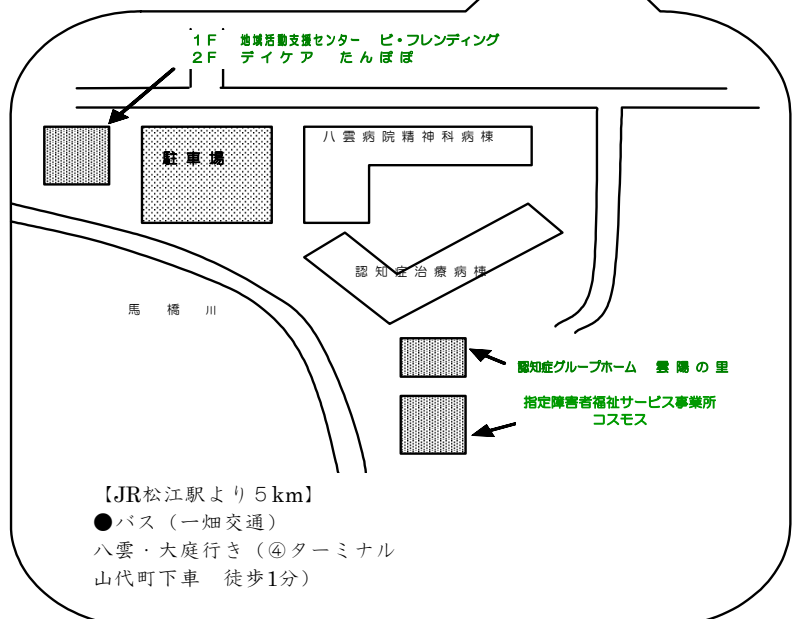 1F 地域活動支援センター ピ・フレンディング
2F デイケア たんぽぽ
八雲病院精神科病棟
駐車場
認知症治療病棟
馬橋川
認知症グループホーム 雲陽の里
指定障害者福祉サービス事業所
コスモス
【JR松江駅より5km】
●バス（一畑交通）
八雲・大庭行き（④ターミナル
山代町下車 徒歩1分）